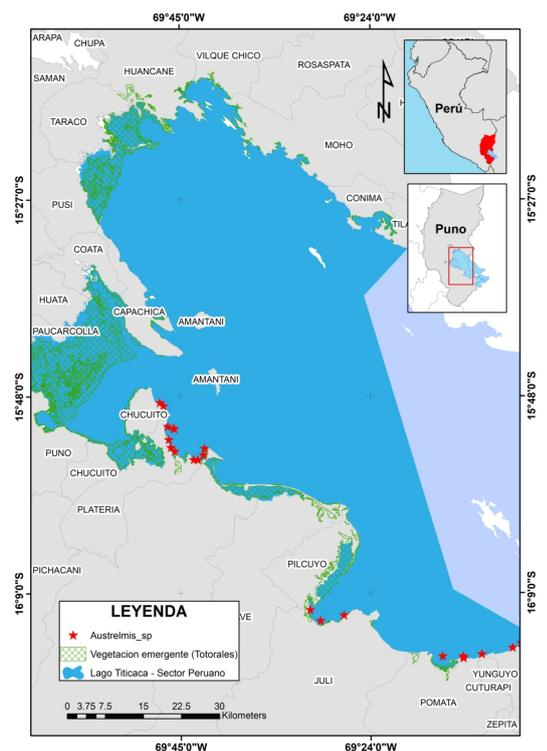 69°45'0"W 69°24'0"W
ARAPA
CHUPA
VILQUE CHICO
SAMAN
HUANCANE
ROSASPATA
N
Perú
TARACO
MOHO
15°27'0"S 15°27'0"S
CONIMA
PUSI
TILA
Puno
COATA
HUATA
CAPACHICA
AMANTANI
PAUCARCOLLA
AMANTANI
15°48'0"S 15°48'0"S
CHUCUITO
PUNO
CHUCUITO
PLATERIA
PILCUYO
PICHACANI
16°9'0"S 16°9'0"S
LEYENDA
Austrelmis_sp
Vegetacion emergente (Totorales)
Lago Titicaca - Sector Peruano
AVE
JULI
YUNGUYO
CUTURAPI
POMATA
ZEPITA
0 3.75 7.5 15 22.5 30
Kilometers
69°45'0"W 69°24'0"W